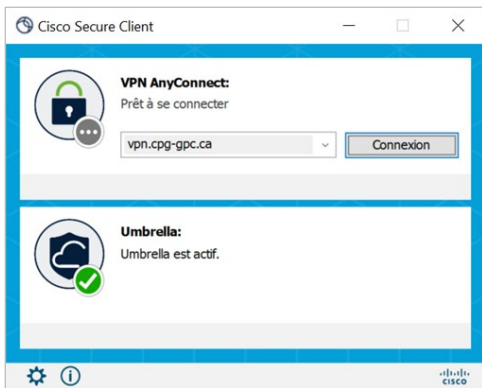 Cisco Secure Client
VPN AnyConnect:
Prêt à se connecter
vpn.cpg-gpc.ca
Connexion
Umbrella:
Umbrella est actif.
cisco